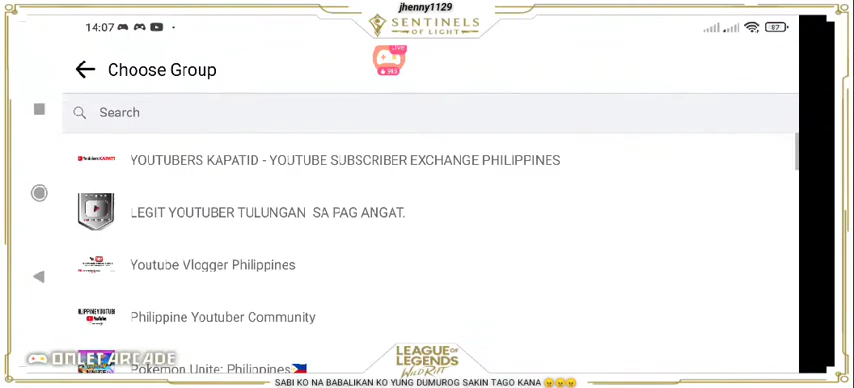 jhenny1129
14:07
SENTINELS
OF LIGHT
87
LIVE
Choose Group
Search
YOUTUBERS KAPATID - YOUTUBE SUBSCRIBER EXCHANGE PHILIPPINES
LEGIT YOUTUBER TULUNGAN SA PAG ANGAT.
Youtube Vlogger Philippines
Philippine Youtuber Community
Pokemon Unite: Philippines🇵🇭
OMLET ARCADE
LEAGUE OF
LEGENDS
WILD RIFT
SABI KO NA BABALIKAN KO YUNG DUMUROG SAKIN TAGO KANA 😠😠😠